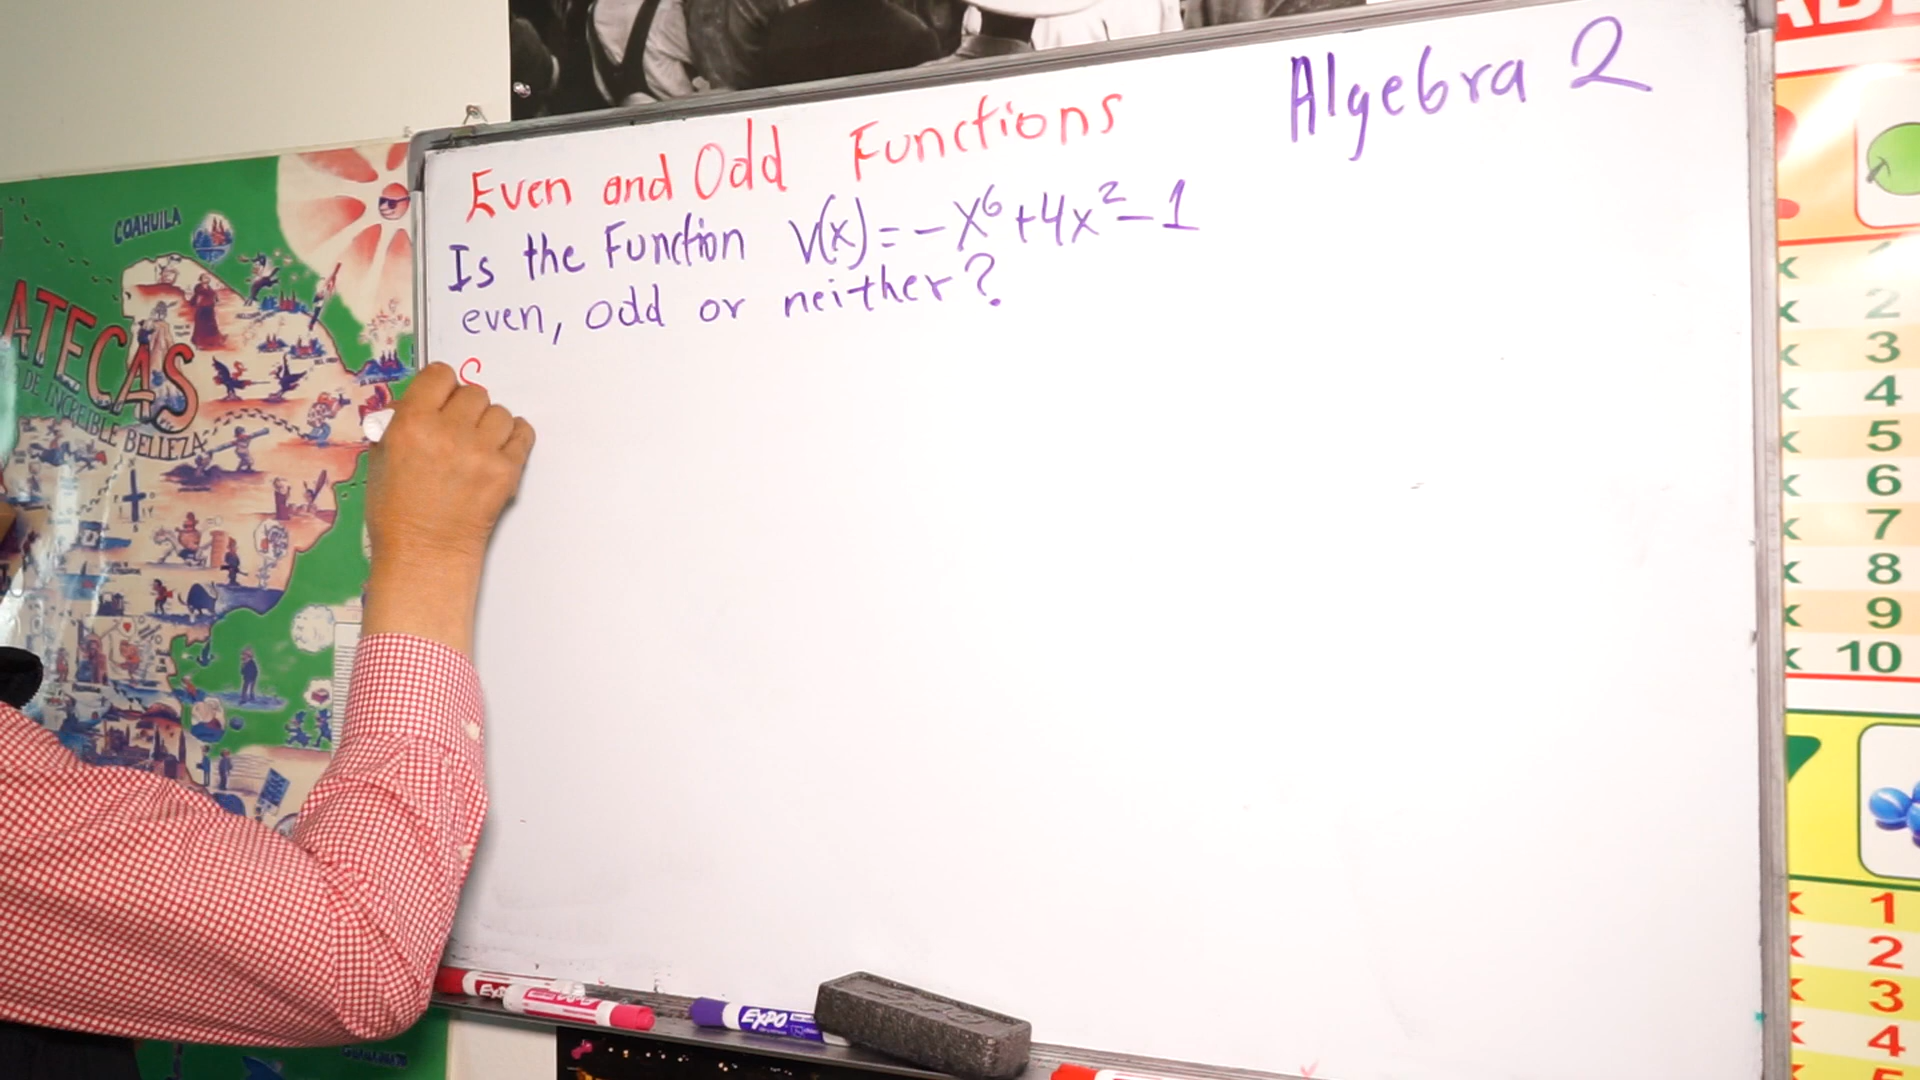 Algebra 2
Even and Odd Functions
Is the Function V(x) = -x⁶ + 4x² - 1
even, odd or neither?
S
COAHUILA
ATECAS
DE INCREIBLE BELLEZA
EXPO
EXPO
x
x 2
x 3
x 4
x 5
x 6
x 7
x 8
x 9
x 10
x 1
x 2
x 3
x 4